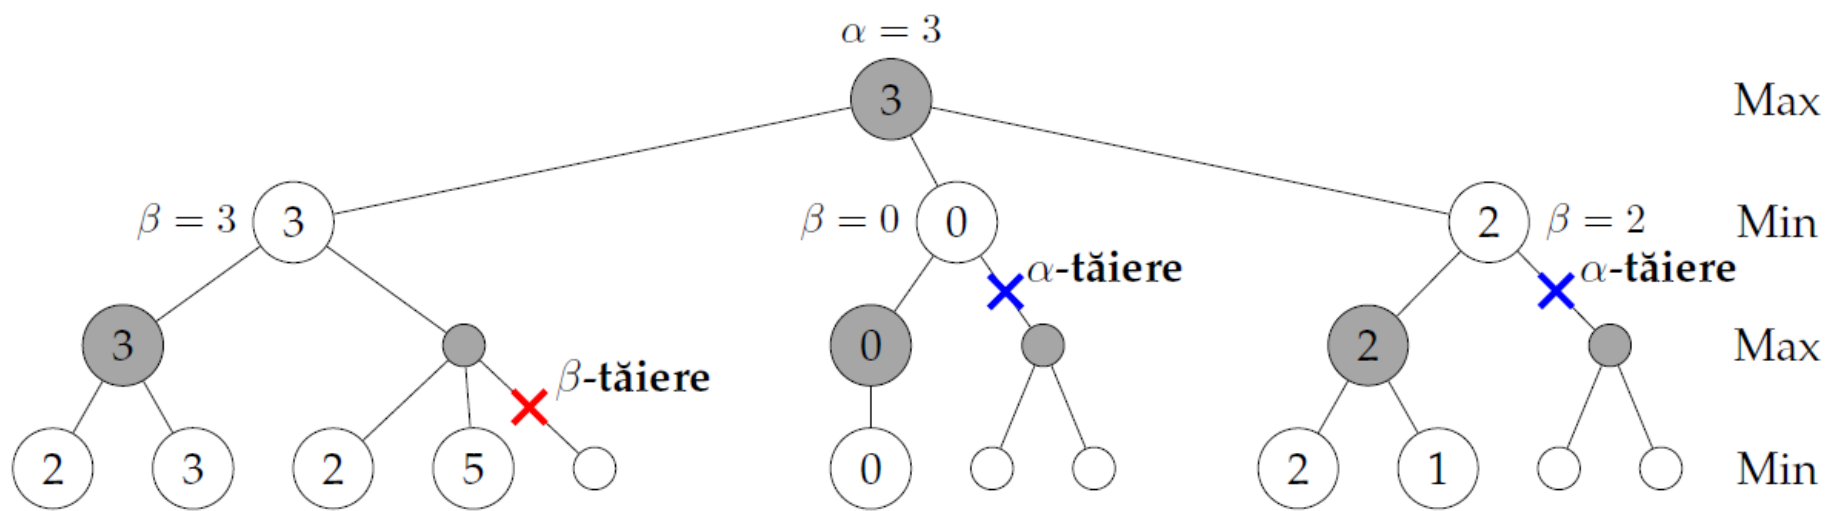 α = 3
3 Max
β = 3 3 β = 0 0 2 β = 2 Min
α-tăiere α-tăiere
3 0 2 Max
β-tăiere
2 3 2 5 0 2 1 Min